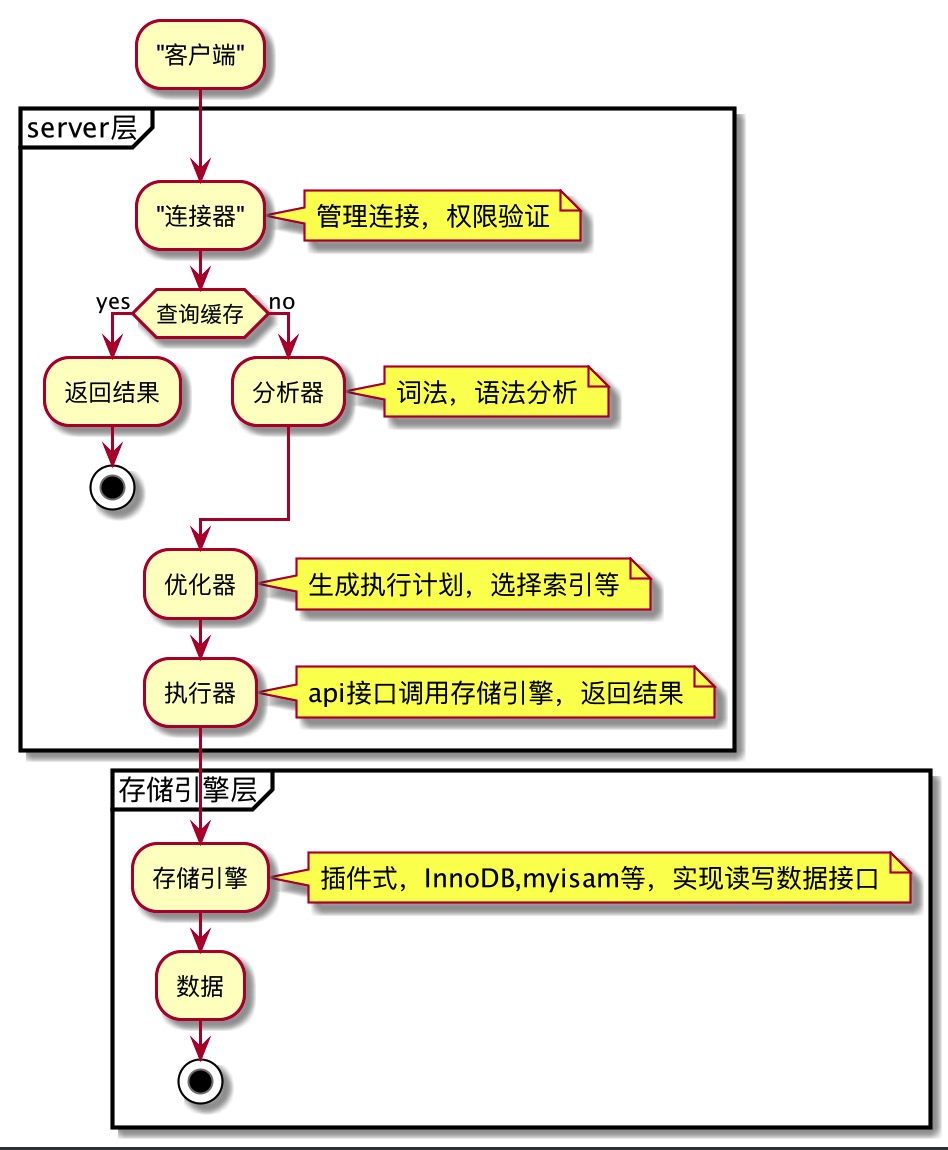 "客户端"
server层
"连接器"
管理连接，权限验证
yes
查询缓存
no
返回结果
分析器
词法，语法分析
优化器
生成执行计划，选择索引等
执行器
api接口调用存储引擎，返回结果
存储引擎层
存储引擎
插件式，InnoDB,myisam等，实现读写数据接口
数据